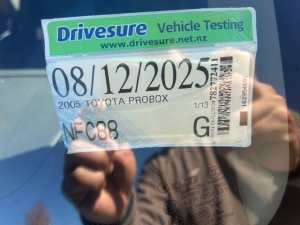 Drivesure Vehicle Testing
www.drivesure.net.nz
08/12/2025
2005 TOYOTA PROBOX 1/13
NFC88 G